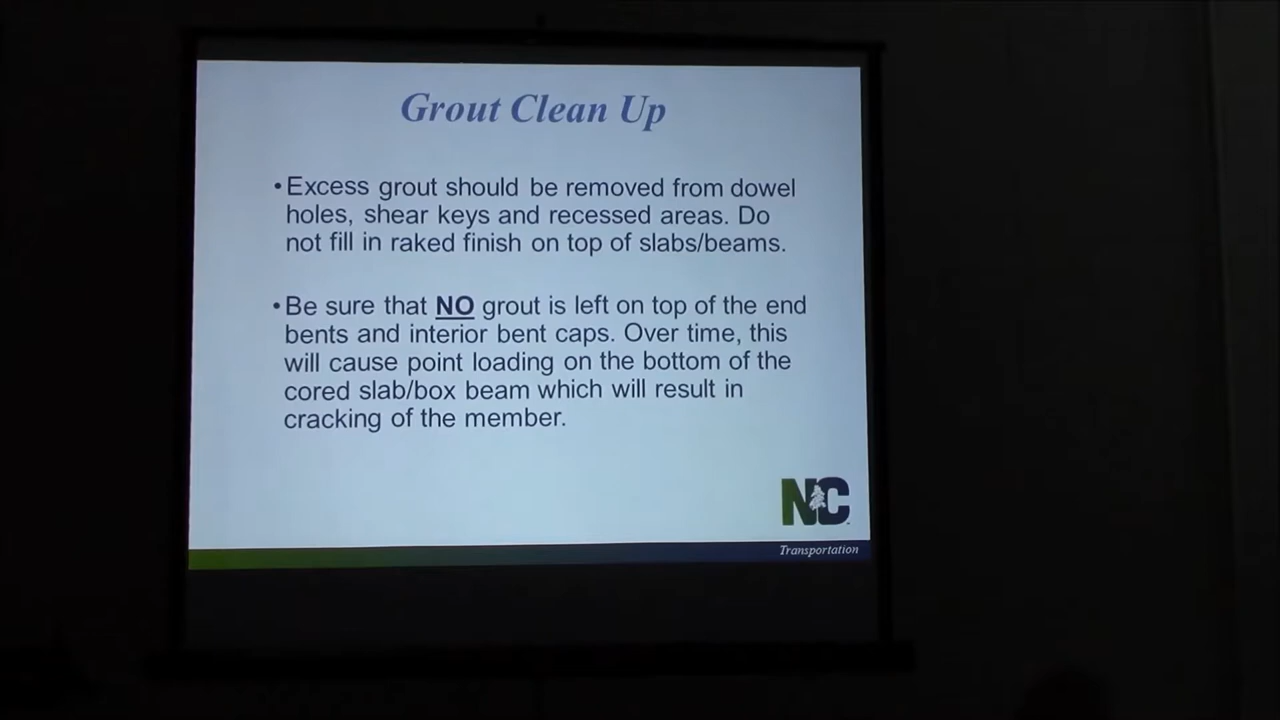 Grout Clean Up
•Excess grout should be removed from dowel
holes, shear keys and recessed areas. Do
not fill in raked finish on top of slabs/beams.
•Be sure that NO grout is left on top of the end
bents and interior bent caps. Over time, this
will cause point loading on the bottom of the
cored slab/box beam which will result in
cracking of the member.
NC
Transportation